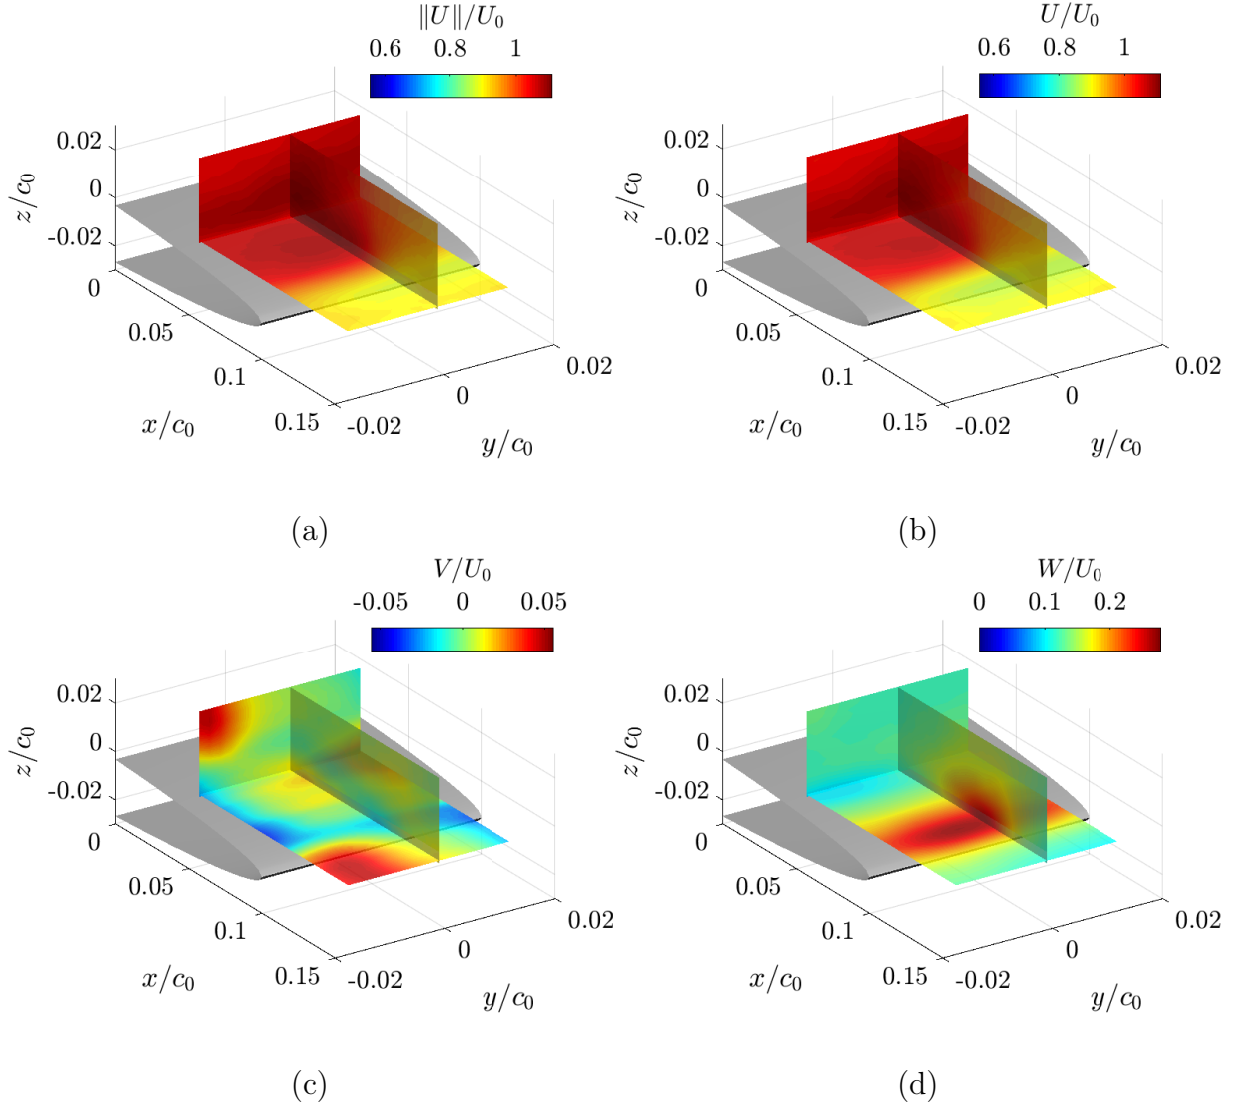 ‖U‖/U₀
0.6 0.8 1
0.02
0
-0.02
z/c₀
0
0.05
0.1
0.15
x/c₀
-0.02
0
0.02
y/c₀
(a)
U/U₀
0.6 0.8 1
0.02
0
-0.02
z/c₀
0
0.05
0.1
0.15
x/c₀
-0.02
0
0.02
y/c₀
(b)
V/U₀
-0.05 0 0.05
0.02
0
-0.02
z/c₀
0
0.05
0.1
0.15
x/c₀
-0.02
0
0.02
y/c₀
(c)
W/U₀
0 0.1 0.2
0.02
0
-0.02
z/c₀
0
0.05
0.1
0.15
x/c₀
-0.02
0
0.02
y/c₀
(d)